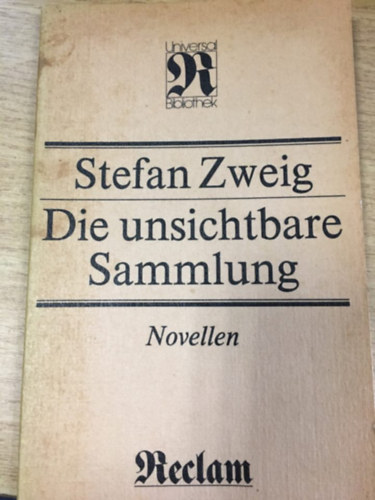 Universal
R
Bibliothek
Stefan Zweig
Die unsichtbare
Sammlung
Novellen
Reclam